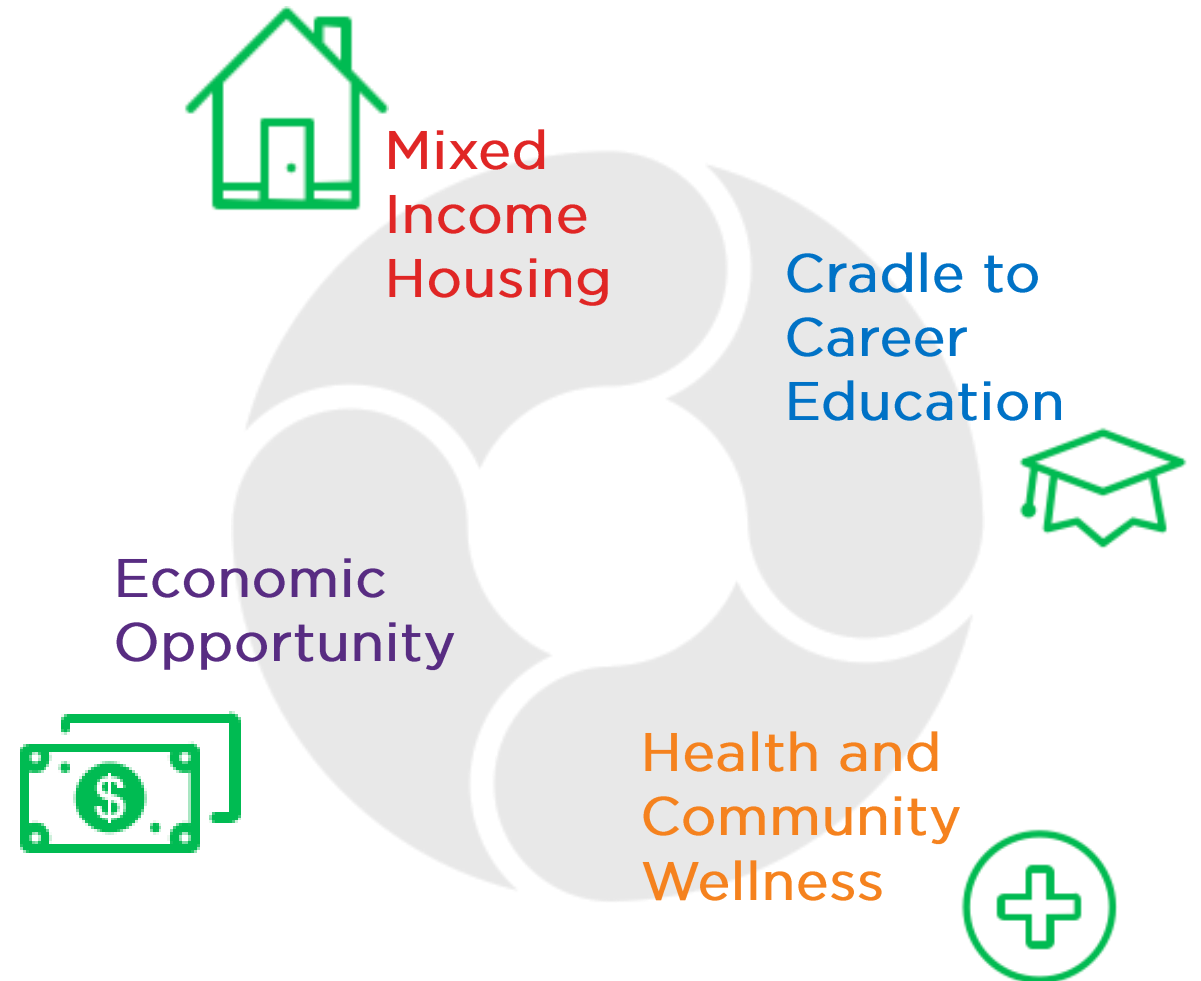 Mixed
Income
Housing
Cradle to
Career
Education
Economic
Opportunity
$
Health and
Community
Wellness